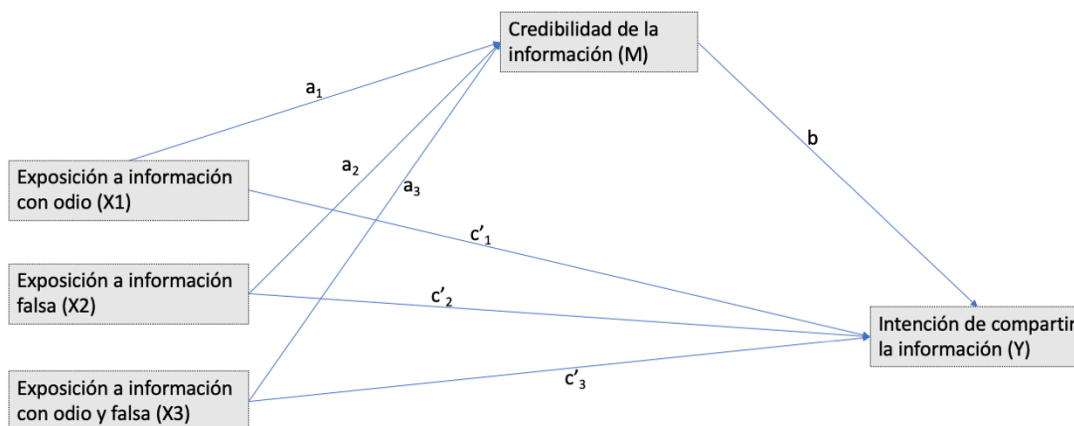 Credibilidad de la
información (M)
a1
b
a2
a3
Exposición a información
con odio (X1)
c’1
Exposición a información
falsa (X2)
c’2
Intención de compartir
la información (Y)
Exposición a información
con odio y falsa (X3)
c’3